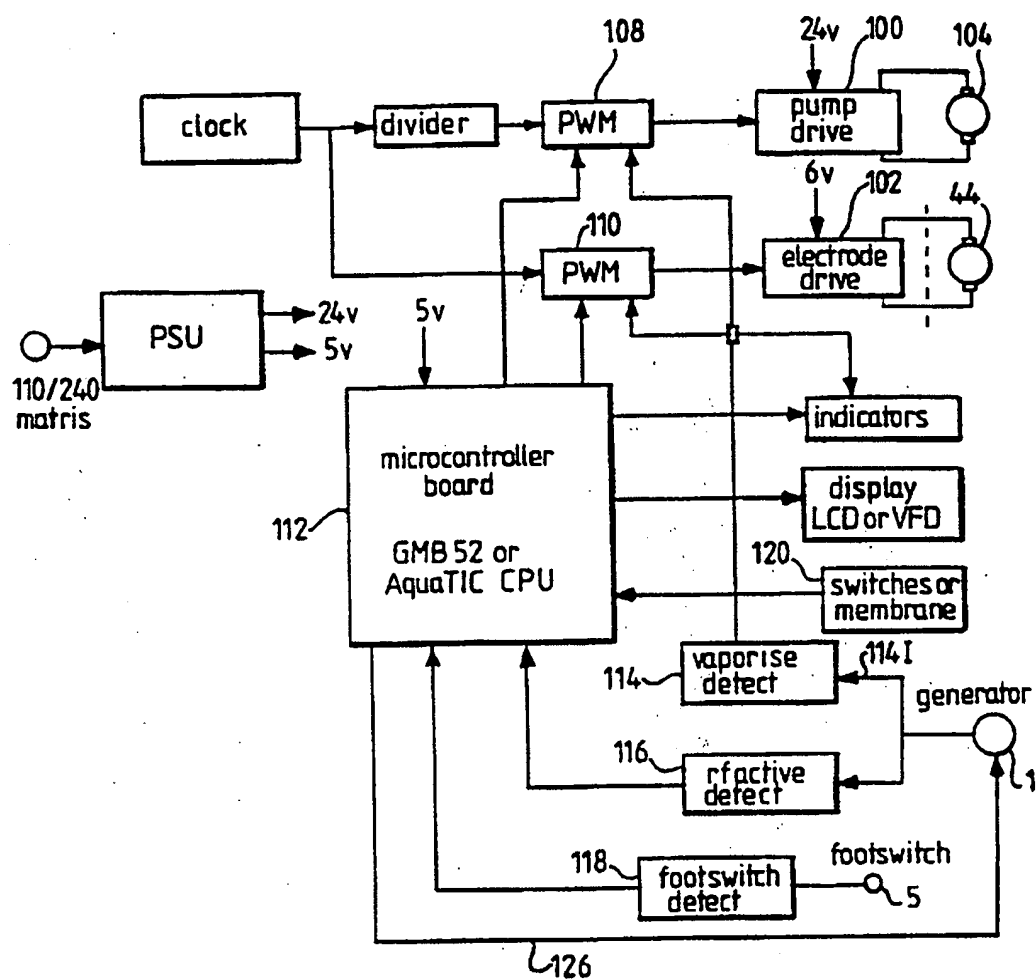 108
24v
100
104
clock
divider
PWM
pump
drive
6v
102
44
110
PWM
electrode
drive
PSU
24v
5v
5v
110/240
matris
indicators
microcontroller
board
display
LCD or VFD
112
GMB 52 or
AquaTIC CPU
120
switches or
membrane
114
vaporise
detect
114I
generator
116
rf active
detect
1
118
footswitch
detect
footswitch
5
126